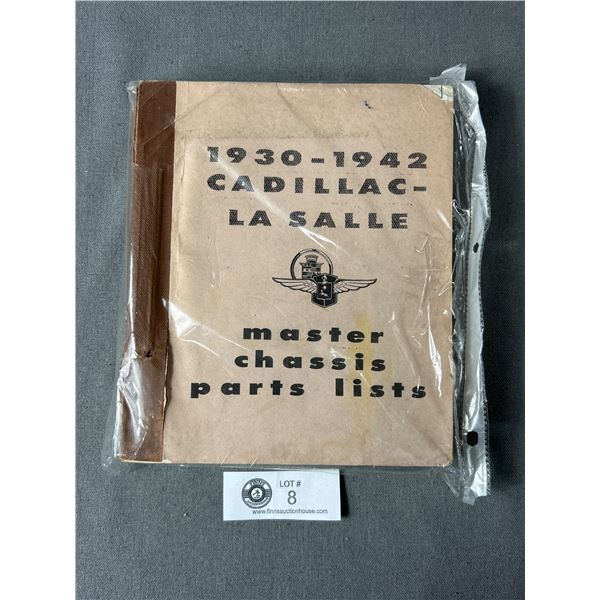 1930-1942
CADILLAC-
LA SALLE
master
chassis
parts lists
LOT #
8
www.finnsauctionhouse.com